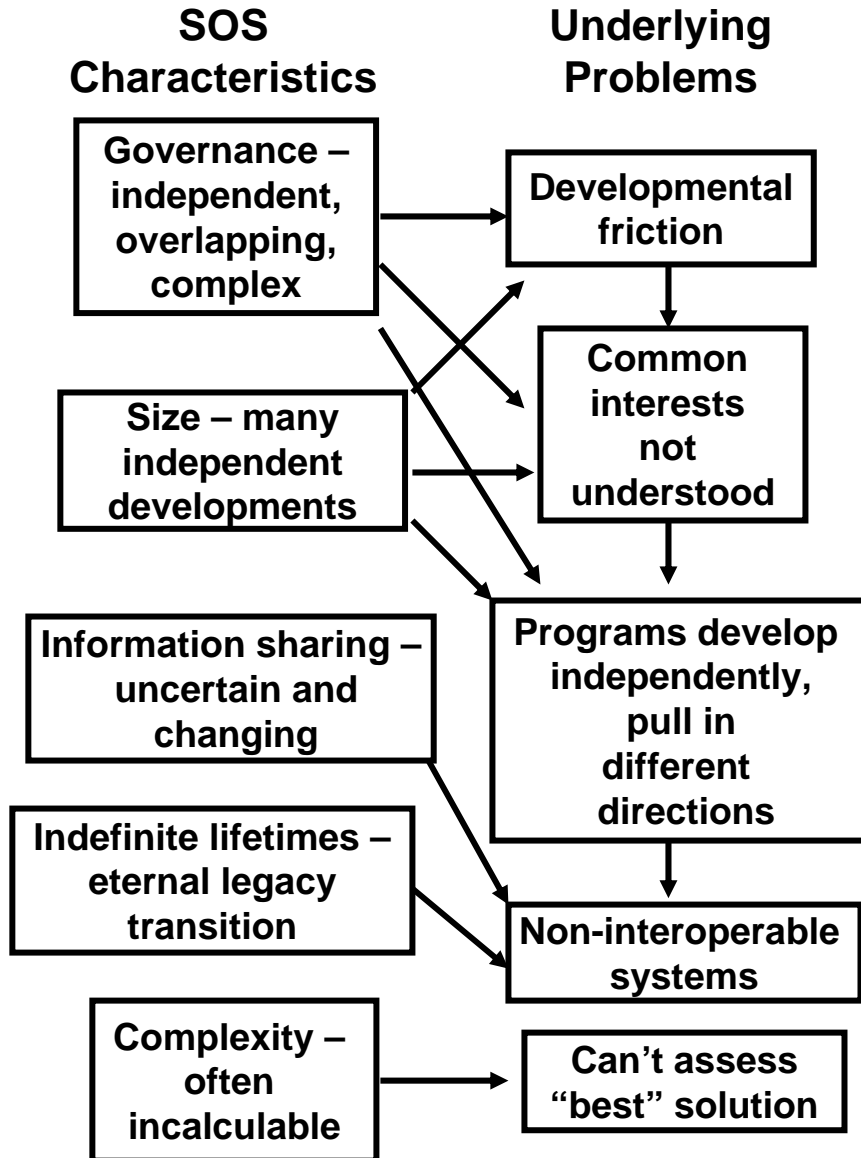 SOS
Characteristics
Governance –
independent,
overlapping,
complex
Size – many
independent
developments
Information sharing –
uncertain and
changing
Indefinite lifetimes –
eternal legacy
transition
Complexity –
often
incalculable
Underlying
Problems
Developmental
friction
Common
interests
not
understood
Programs develop
independently,
pull in
different
directions
Non-interoperable
systems
Can’t assess
“best” solution